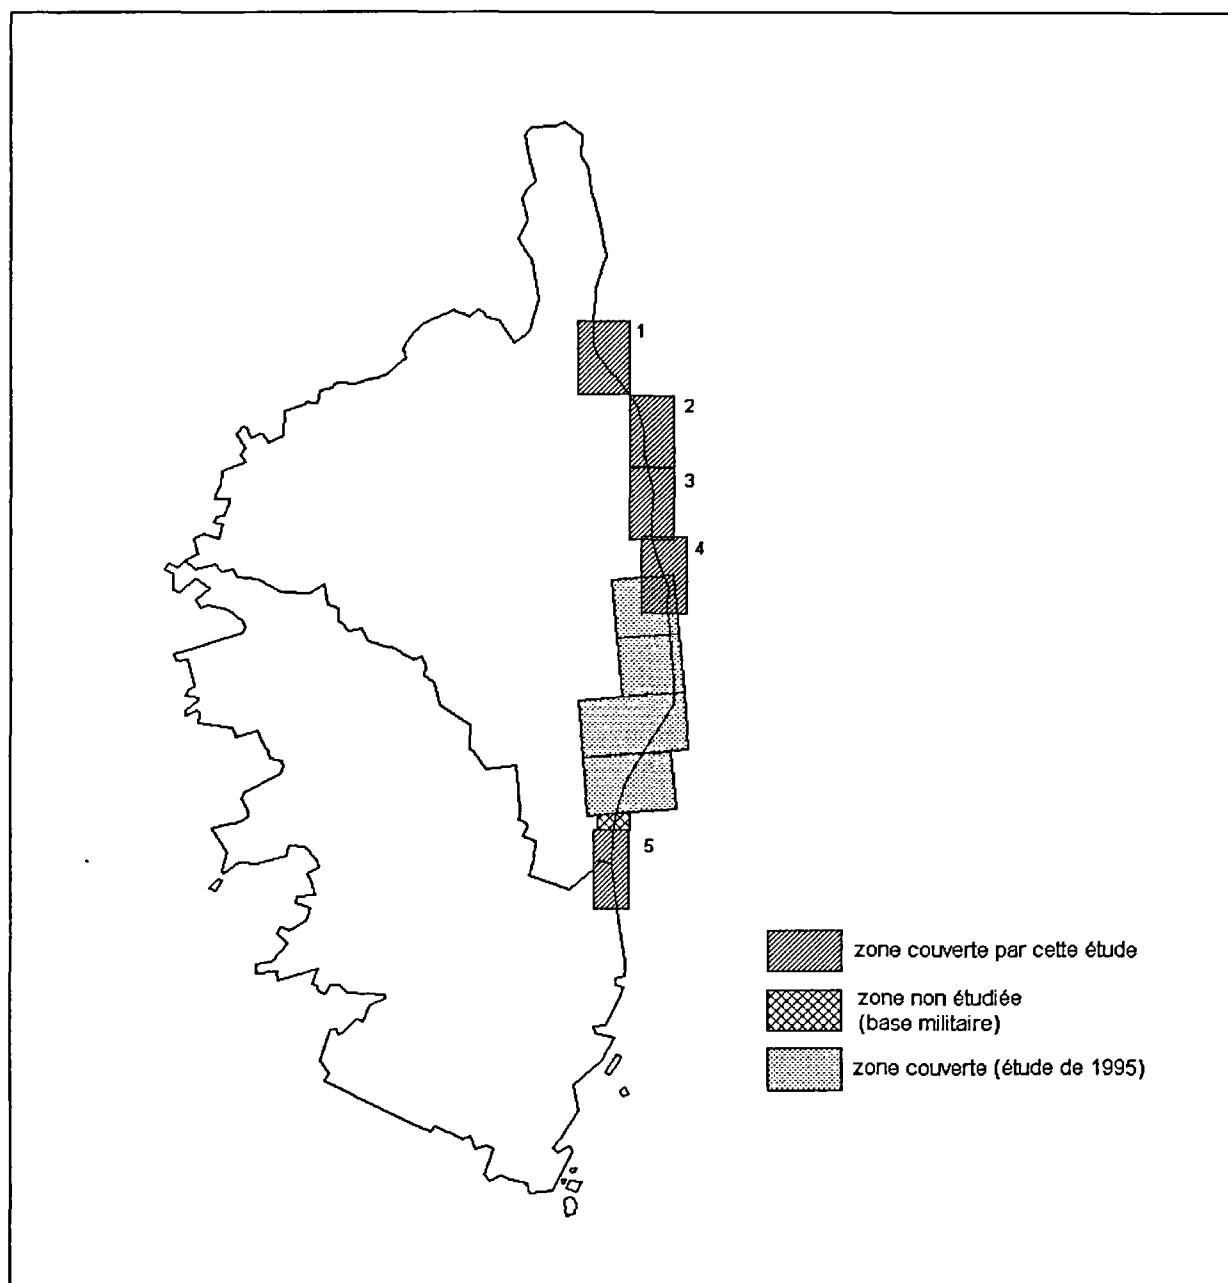 1
2
3
4
5
zone couverte par cette étude
zone non étudiée
(base militaire)
zone couverte (étude de 1995)